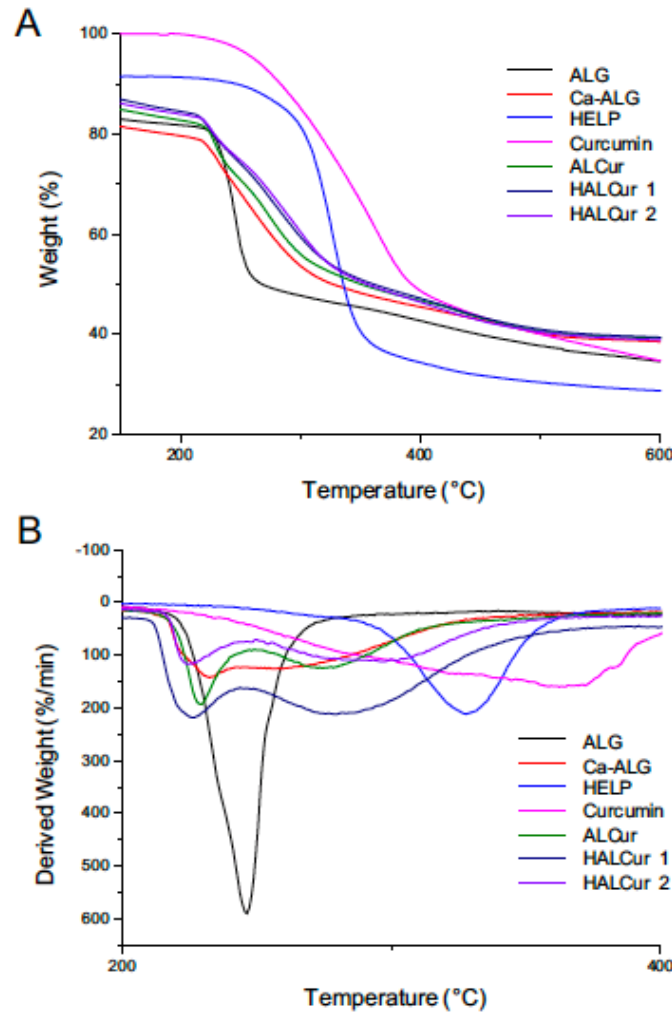 A
100
80
60
40
20
Weight (%)
200
400
600
Temperature (°C)
ALG
Ca-ALG
HELP
Curcumin
ALCur
HALCur 1
HALCur 2
B
-100
0
100
200
300
400
500
600
Derived Weight (%/min)
ALG
Ca-ALG
HELP
Curcumin
ALCur
HALCur 1
HALCur 2
200
400
Temperature (°C)